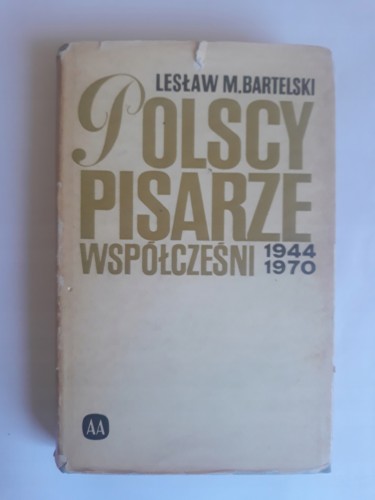 LESŁAW M.BARTELSKI
POLSCY
PISARZE
WSPÓŁCZEŚNI 1944
1970
AA